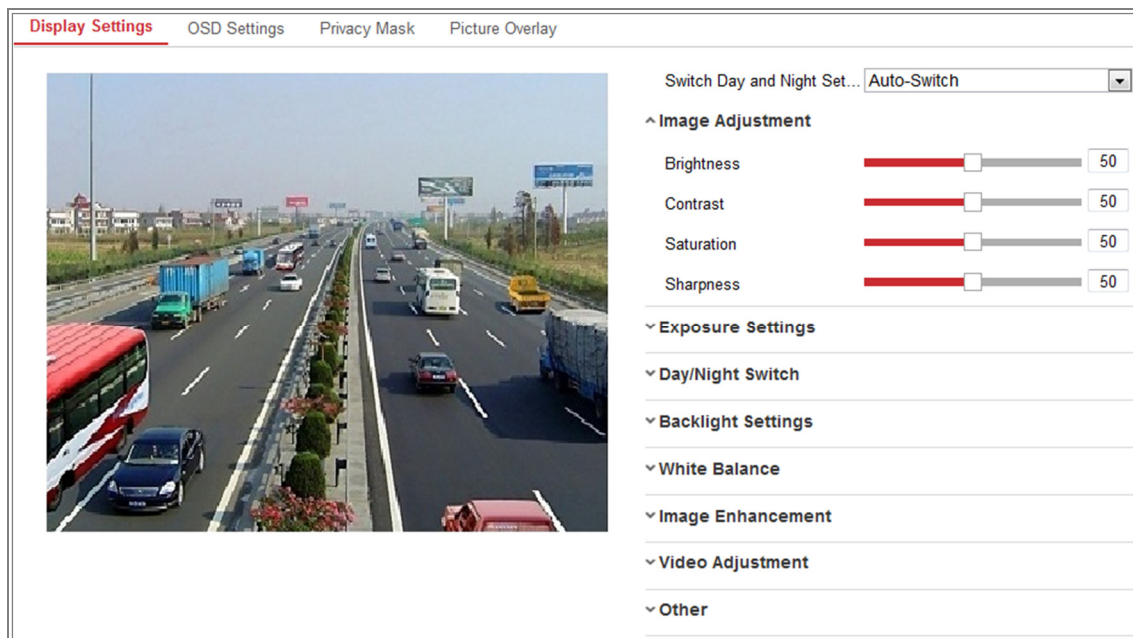 Display Settings OSD Settings Privacy Mask Picture Overlay
Switch Day and Night Set... Auto-Switch
Image Adjustment
Brightness 50
Contrast 50
Saturation 50
Sharpness 50
Exposure Settings
Day/Night Switch
Backlight Settings
White Balance
Image Enhancement
Video Adjustment
Other